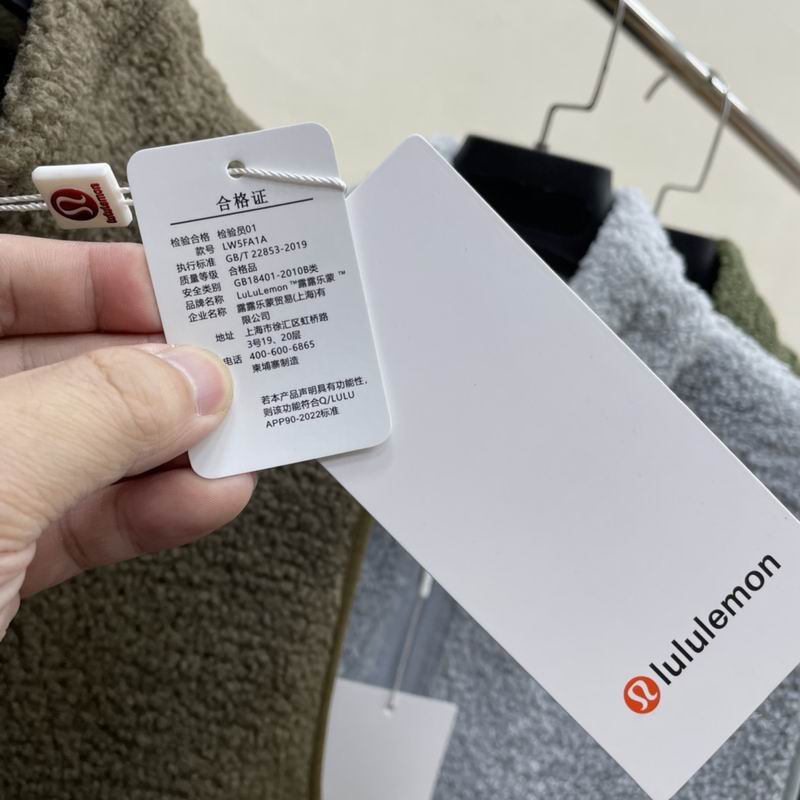 lululemon
合格证
检验合格 检验员01
款号 LW5FA1A
执行标准 GB/T 22853-2019
质量等级 合格品
安全类别 GB18401-2010B类
品牌名称 LuLuLemon ™露露乐蒙 ™
企业名称 露露乐蒙贸易(上海)有
限公司
地址 上海市徐汇区虹桥路
3号19、20层
电话 400-600-6865
柬埔寨制造
若本产品声明具有功能性，
则该功能符合Q/LULU
APP90-2022标准
lululemon